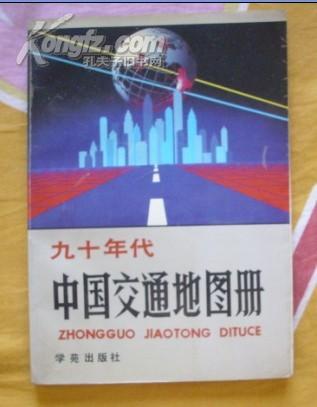 Kongfz.com
孔夫子旧书网
九十年代
中国交通地图册
ZHONGGUO JIAOTONG DITUCE
学苑出版社